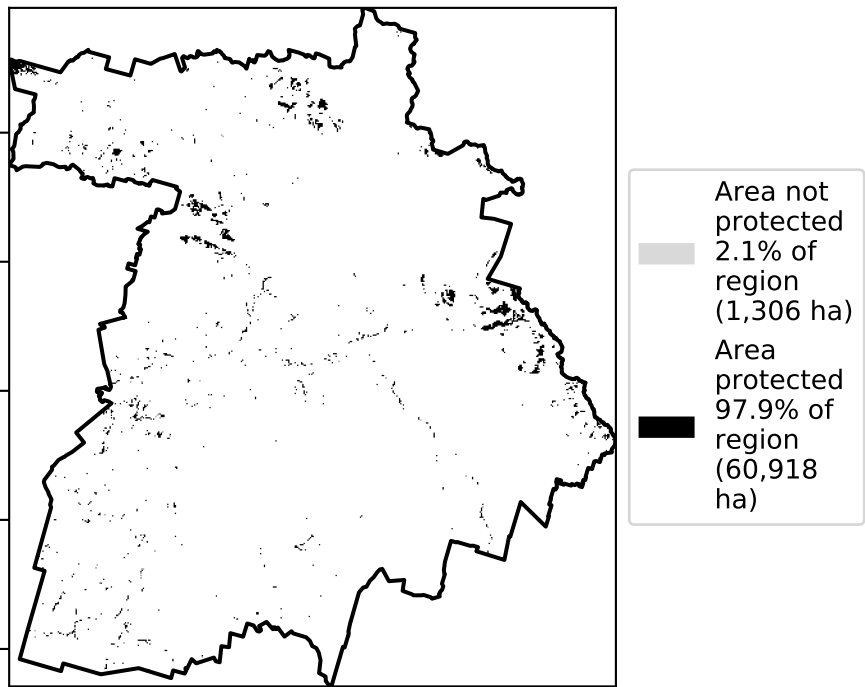 Area not
protected
2.1% of
region
(1,306 ha)
Area
protected
97.9% of
region
(60,918
ha)